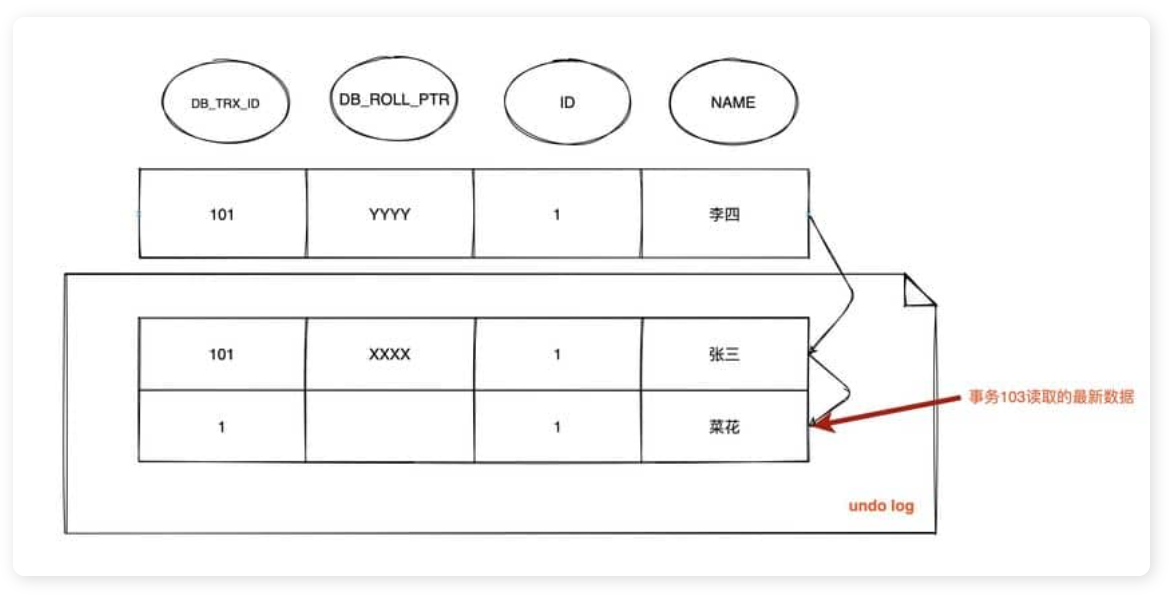 DB_TRX_ID DB_ROLL_PTR ID NAME
101 YYYY 1 李四
101 XXXX 1 张三
事务103读取的最新数据
1 1 菜花
undo log